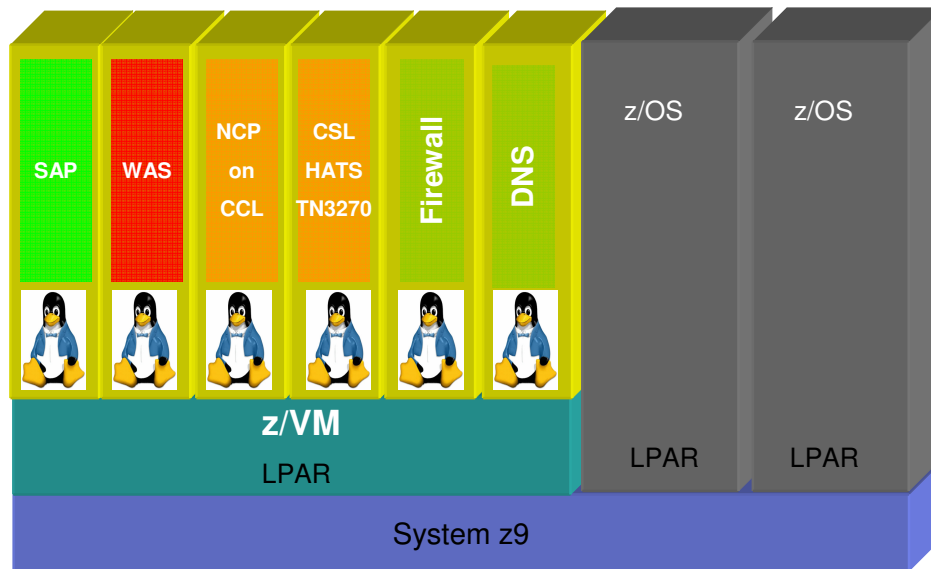 SAP
WAS
NCP
on
CCL
CSL
HATS
TN3270
Firewall
DNS
z/OS
z/OS
z/VM
LPAR
LPAR
LPAR
System z9